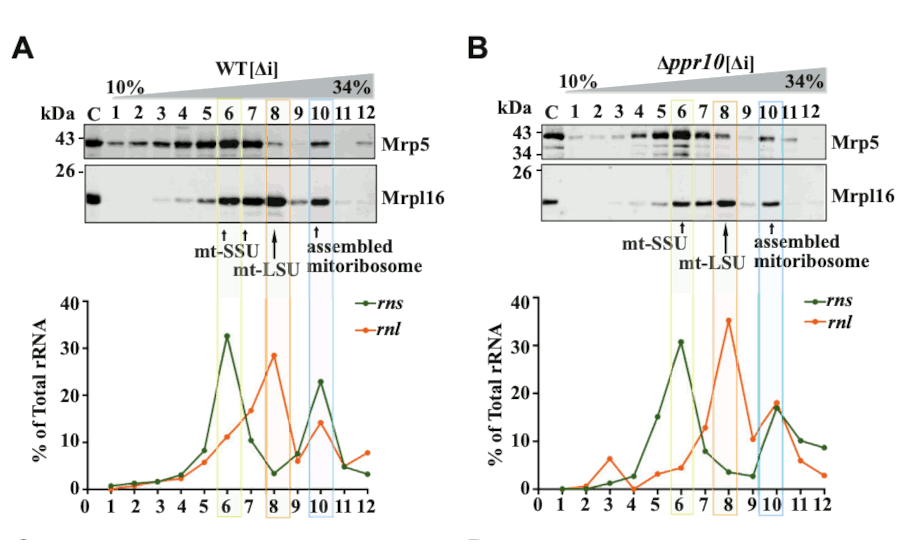 A
WT[Δi]
10%
34%
kDa C 1 2 3 4 5 6 7 8 9 10 11 12
43 -
Mrp5
26 -
Mrpl16
mt-SSU
mt-LSU
assembled
mitoribosome
40
30
20
10
0
% of Total rRNA
rns
rnl
0 1 2 3 4 5 6 7 8 9 10 11 12
B
Δppr10[Δi]
10%
34%
kDa C 1 2 3 4 5 6 7 8 9 10 11 12
43 -
34 -
Mrp5
26 -
Mrpl16
mt-SSU
mt-LSU
assembled
mitoribosome
40
30
20
10
0
% of Total rRNA
rns
rnl
0 1 2 3 4 5 6 7 8 9 10 11 12